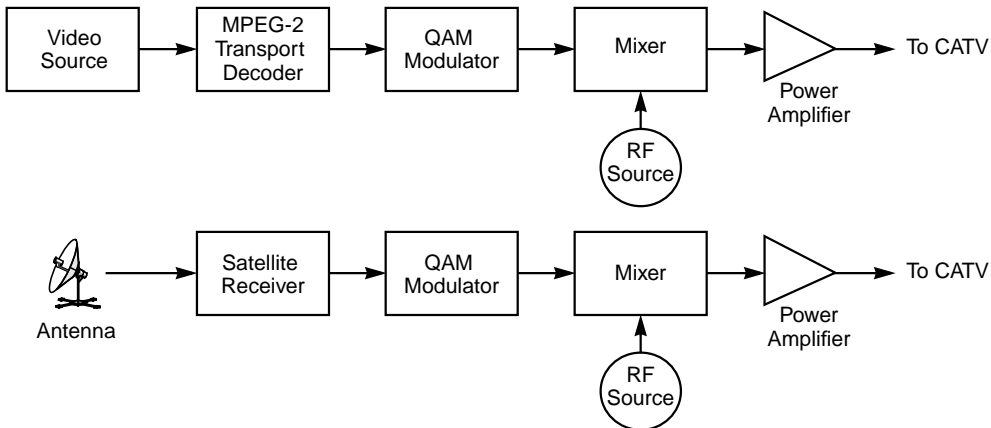 Video
Source
MPEG-2
Transport
Decoder
QAM
Modulator
Mixer
To CATV
Power
Amplifier
RF
Source
Antenna
Satellite
Receiver
QAM
Modulator
Mixer
To CATV
Power
Amplifier
RF
Source